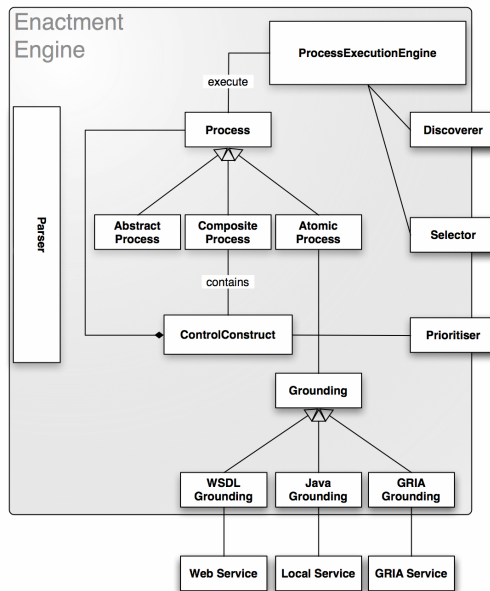 Enactment
Engine
ProcessExecutionEngine
execute
Process
Discoverer
Parser
Abstract
Process
Composite
Process
Atomic
Process
Selector
contains
ControlConstruct
Prioritiser
Grounding
WSDL
Grounding
Java
Grounding
GRIA
Grounding
Web Service
Local Service
GRIA Service